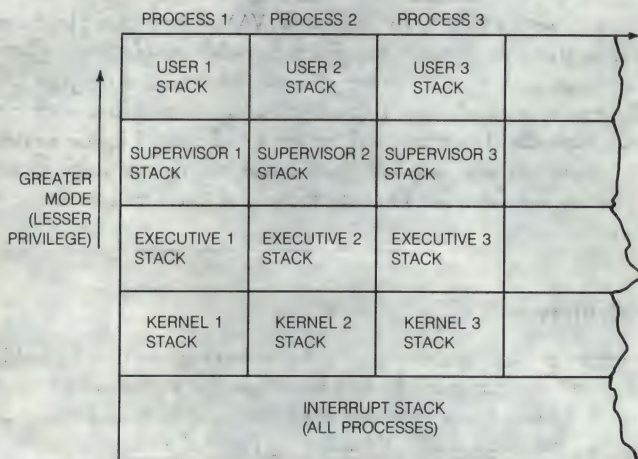 PROCESS 1 PROCESS 2 PROCESS 3
USER 1 STACK
USER 2 STACK
USER 3 STACK
GREATER MODE (LESSER PRIVILEGE)
SUPERVISOR 1 STACK
SUPERVISOR 2 STACK
SUPERVISOR 3 STACK
EXECUTIVE 1 STACK
EXECUTIVE 2 STACK
EXECUTIVE 3 STACK
KERNEL 1 STACK
KERNEL 2 STACK
KERNEL 3 STACK
INTERRUPT STACK
(ALL PROCESSES)